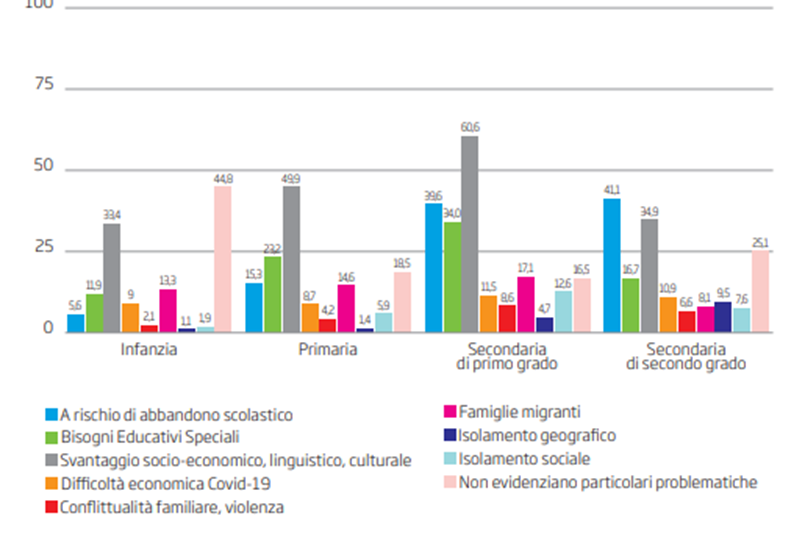 100
75
50
25
0
5,6
11,9
33,4
9
2,1
13,3
1,1
1,9
44,8
15,3
23,2
49,9
8,7
4,2
14,6
1,4
5,9
18,5
39,6
34,0
60,6
11,5
8,6
17,1
4,7
12,6
16,5
41,1
16,7
34,9
10,9
6,6
8,1
9,5
7,6
25,1
Infanzia
Primaria
Secondaria
di primo grado
Secondaria
di secondo grado
A rischio di abbandono scolastico
Bisogni Educativi Speciali
Svantaggio socio-economico, linguistico, culturale
Difficoltà economica Covid-19
Conflittualità familiare, violenza
Famiglie migranti
Isolamento geografico
Isolamento sociale
Non evidenziano particolari problematiche